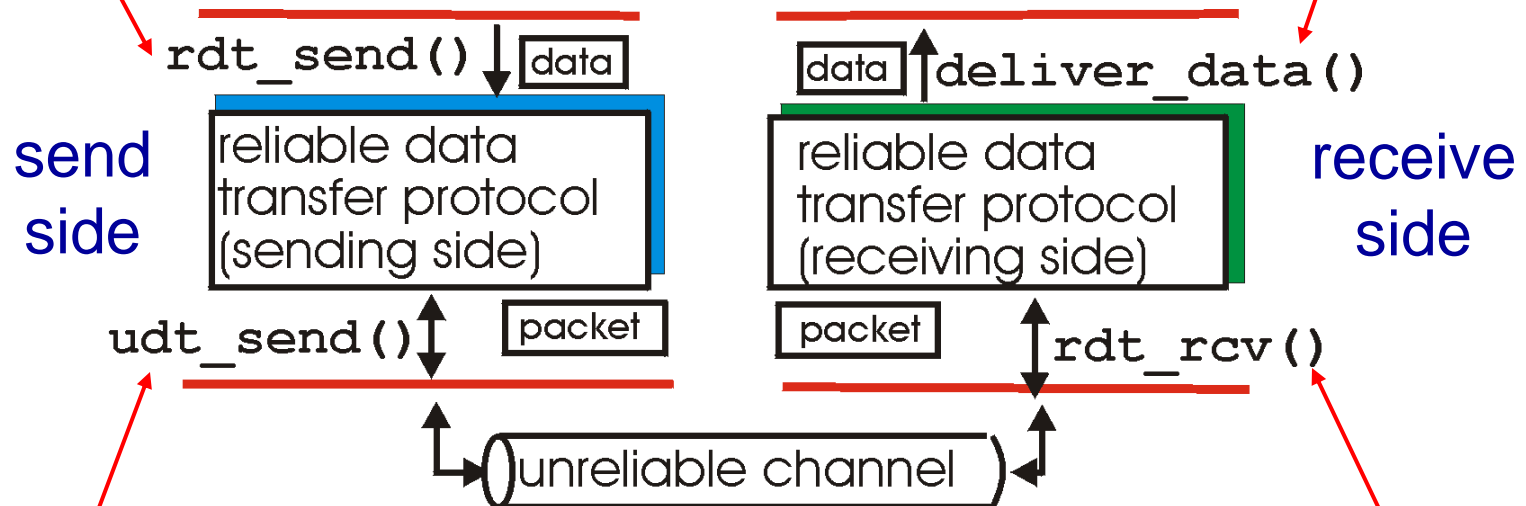 rdt_send()
data
data
deliver_data()
send
side
reliable data
transfer protocol
(sending side)
reliable data
transfer protocol
(receiving side)
receive
side
udt_send()
packet
packet
rdt_rcv()
unreliable channel